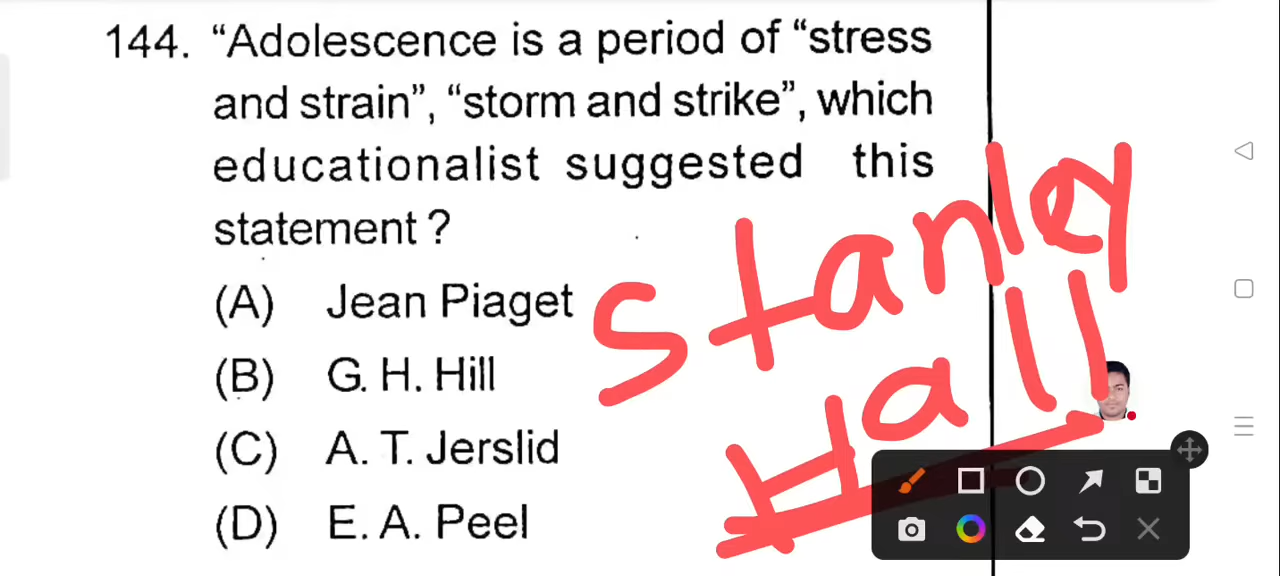 144. “Adolescence is a period of “stress
and strain”, “storm and strike”, which
educationalist suggested this
statement ?
(A) Jean Piaget
(B) G. H. Hill
(C) A. T. Jerslid
(D) E. A. Peel
Stanley
Hall